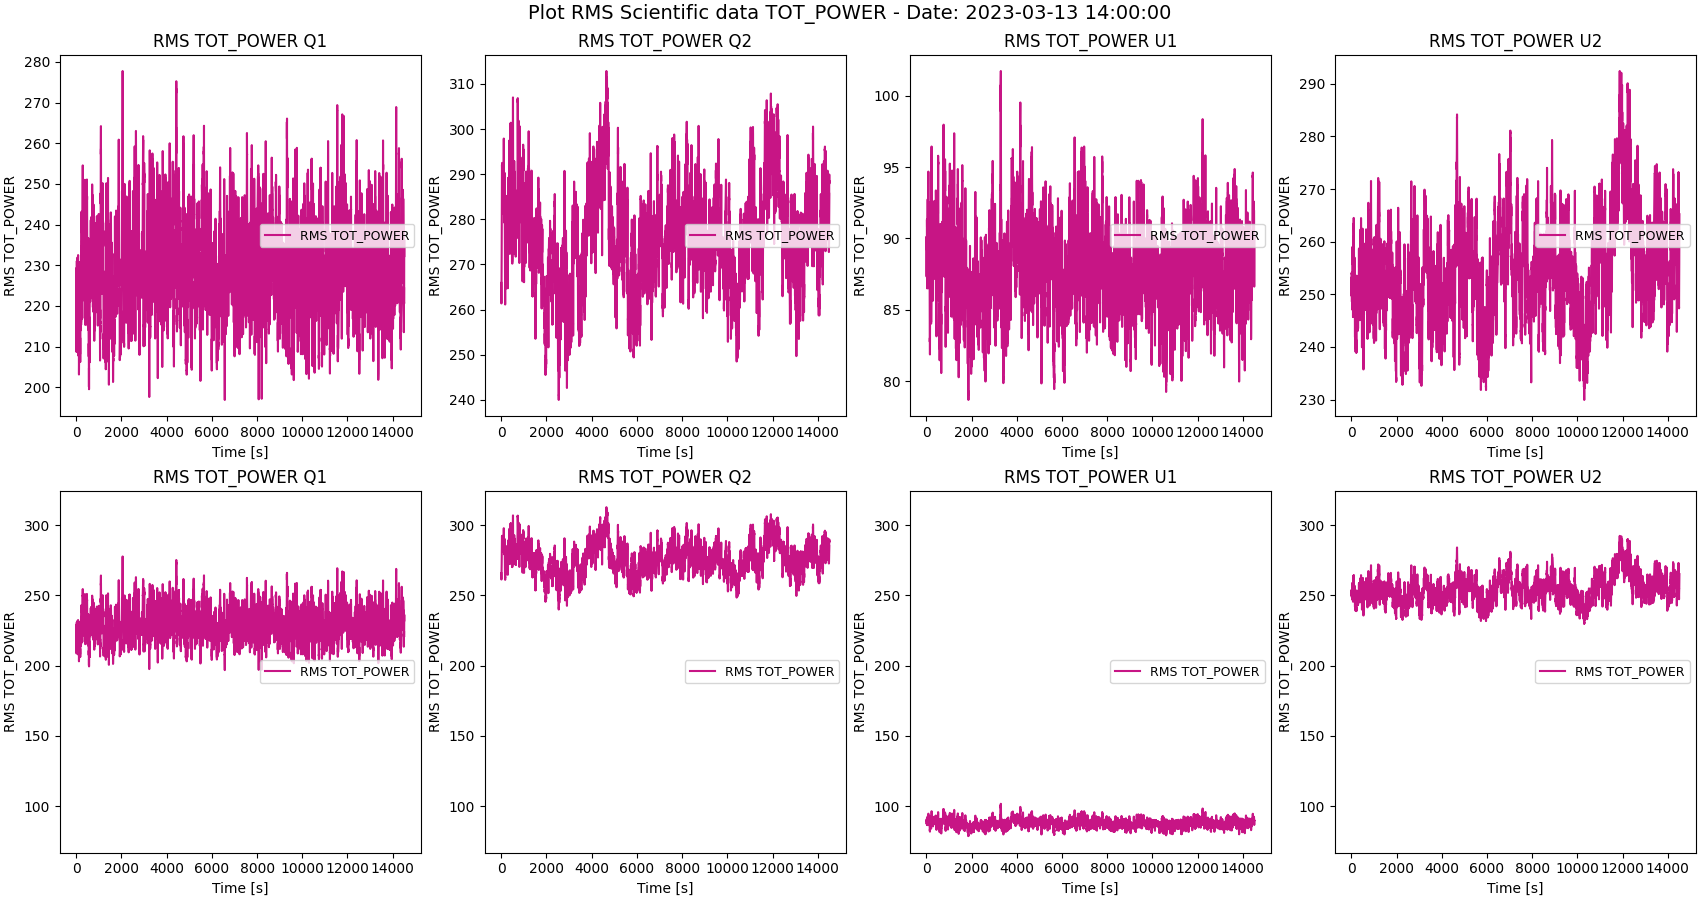 Plot RMS Scientific data TOT_POWER - Date: 2023-03-13 14:00:00
RMS TOT_POWER Q1
RMS TOT_POWER
280
270
260
250
240
230
220
210
200
0 2000 4000 6000 8000 10000 12000 14000
Time [s]
RMS TOT_POWER
RMS TOT_POWER Q2
RMS TOT_POWER
310
300
290
280
270
260
250
240
0 2000 4000 6000 8000 10000 12000 14000
Time [s]
RMS TOT_POWER
RMS TOT_POWER U1
RMS TOT_POWER
100
95
90
85
80
0 2000 4000 6000 8000 10000 12000 14000
Time [s]
RMS TOT_POWER
RMS TOT_POWER U2
RMS TOT_POWER
290
280
270
260
250
240
230
0 2000 4000 6000 8000 10000 12000 14000
Time [s]
RMS TOT_POWER
RMS TOT_POWER Q1
RMS TOT_POWER
300
250
200
150
100
0 2000 4000 6000 8000 10000 12000 14000
Time [s]
RMS TOT_POWER
RMS TOT_POWER Q2
RMS TOT_POWER
300
250
200
150
100
0 2000 4000 6000 8000 10000 12000 14000
Time [s]
RMS TOT_POWER
RMS TOT_POWER U1
RMS TOT_POWER
300
250
200
150
100
0 2000 4000 6000 8000 10000 12000 14000
Time [s]
RMS TOT_POWER
RMS TOT_POWER U2
RMS TOT_POWER
300
250
200
150
100
0 2000 4000 6000 8000 10000 12000 14000
Time [s]
RMS TOT_POWER